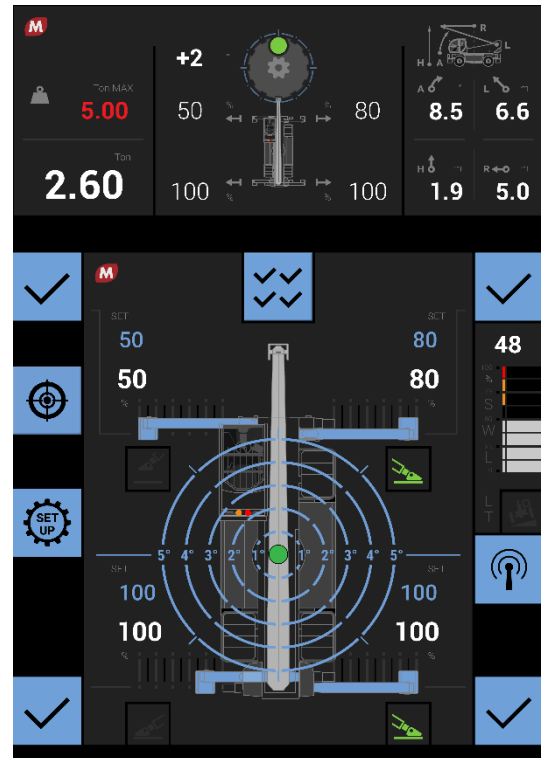 M
R
L
H A
+2
Ton MAX
5.00
50 % % 80
A ° L m
8.5 6.6
Ton
2.60
H m R m
1.9 5.0
100 % % 100
M
SET SET
50 80
50 80
% %
48
100
%
S
W
L
SET
UP
L
T
5° 4° 3° 2° 1° 1° 2° 3° 4° 5°
SET SET
100 100
100 100
% %